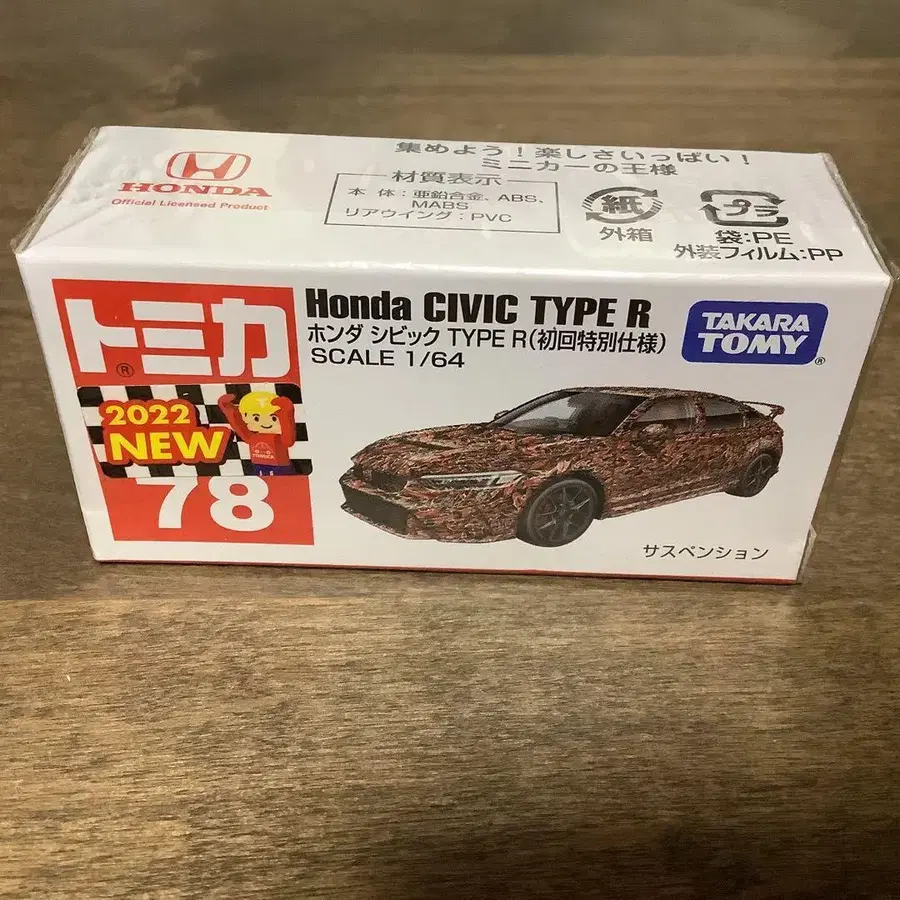 集めよう!楽しさいっぱい!
ミニカーの王様
HONDA
Official Licensed Product
材質表示
本 体:亜鉛合金、ABS、
MABS
リアウイング:PVC
紙
外箱
プラ
袋:PE
外装フィルム:PP
トミカ
®
Honda CIVIC TYPE R
ホンダ シビック TYPE R(初回特別仕様)
SCALE 1/64
TAKARA
TOMY
®
2022
NEW
78
サスペンション